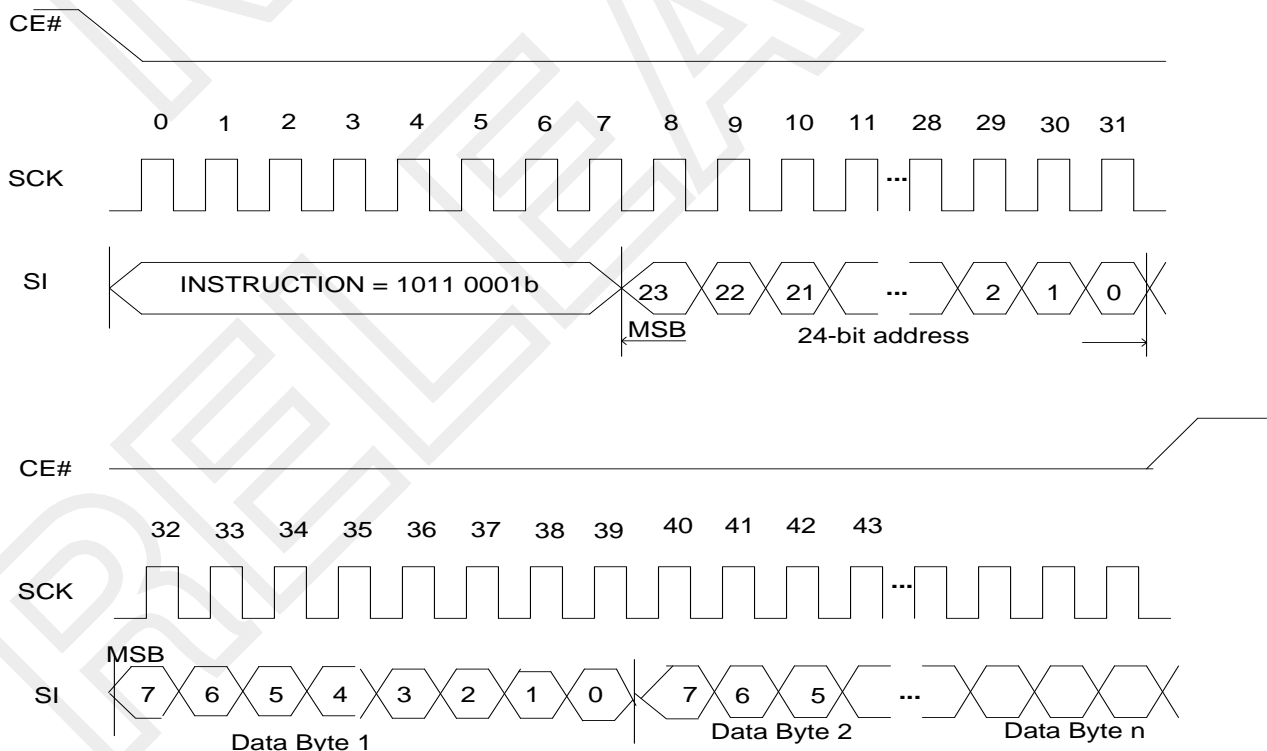 CE#
0 1 2 3 4 5 6 7 8 9 10 11 28 29 30 31
SCK ...
SI INSTRUCTION = 1011 0001b 23 22 21 ... 2 1 0
MSB 24-bit address
CE#
32 33 34 35 36 37 38 39 40 41 42 43
SCK ...
MSB
SI 7 6 5 4 3 2 1 0 7 6 5 ...
Data Byte 1 Data Byte 2 Data Byte n